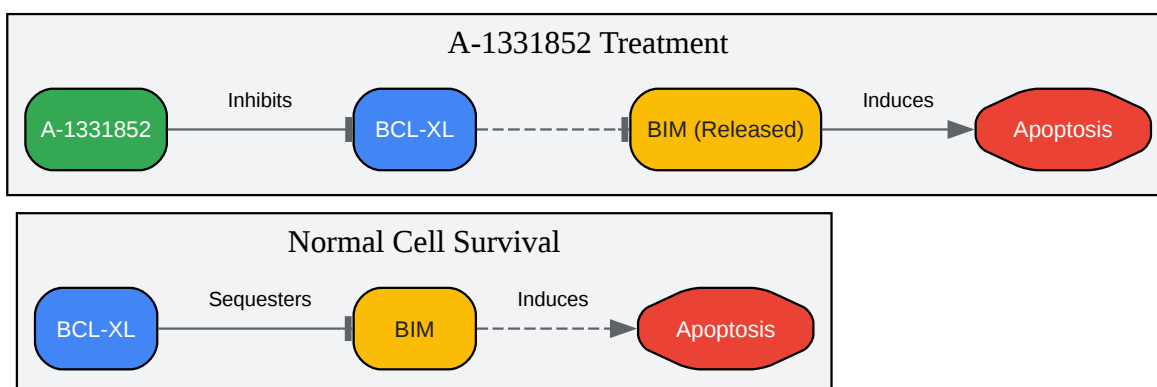 A-1331852 Treatment
Inhibits
Induces
A-1331852
BCL-XL
BIM (Released)
Apoptosis
Normal Cell Survival
Sequesters
Induces
BCL-XL
BIM
Apoptosis